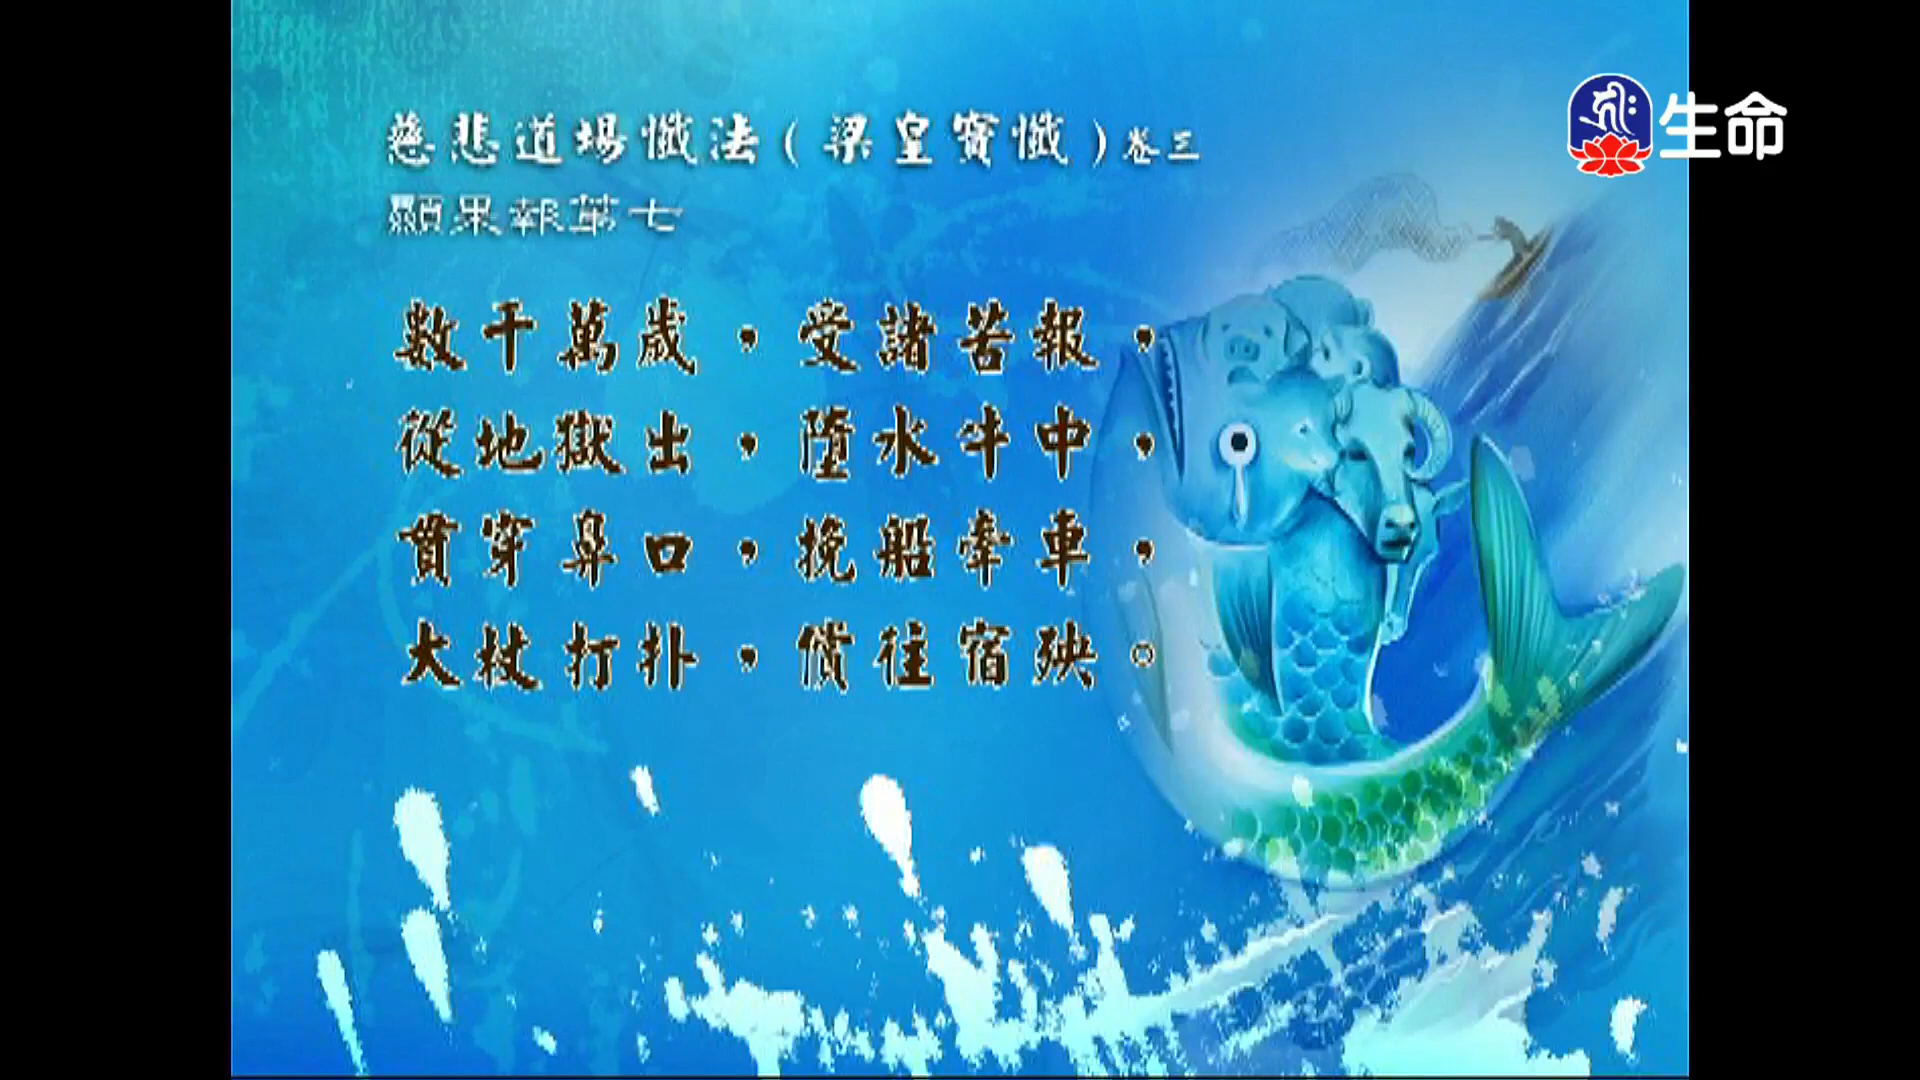 慈悲道場懺法(梁皇寶懺)卷三
顯果報第七
數千萬歲，受諸苦報，
從地獄出，墮水牛中，
貫穿鼻口，挽船牽車，
大杖打扑，償往宿殃。
生命